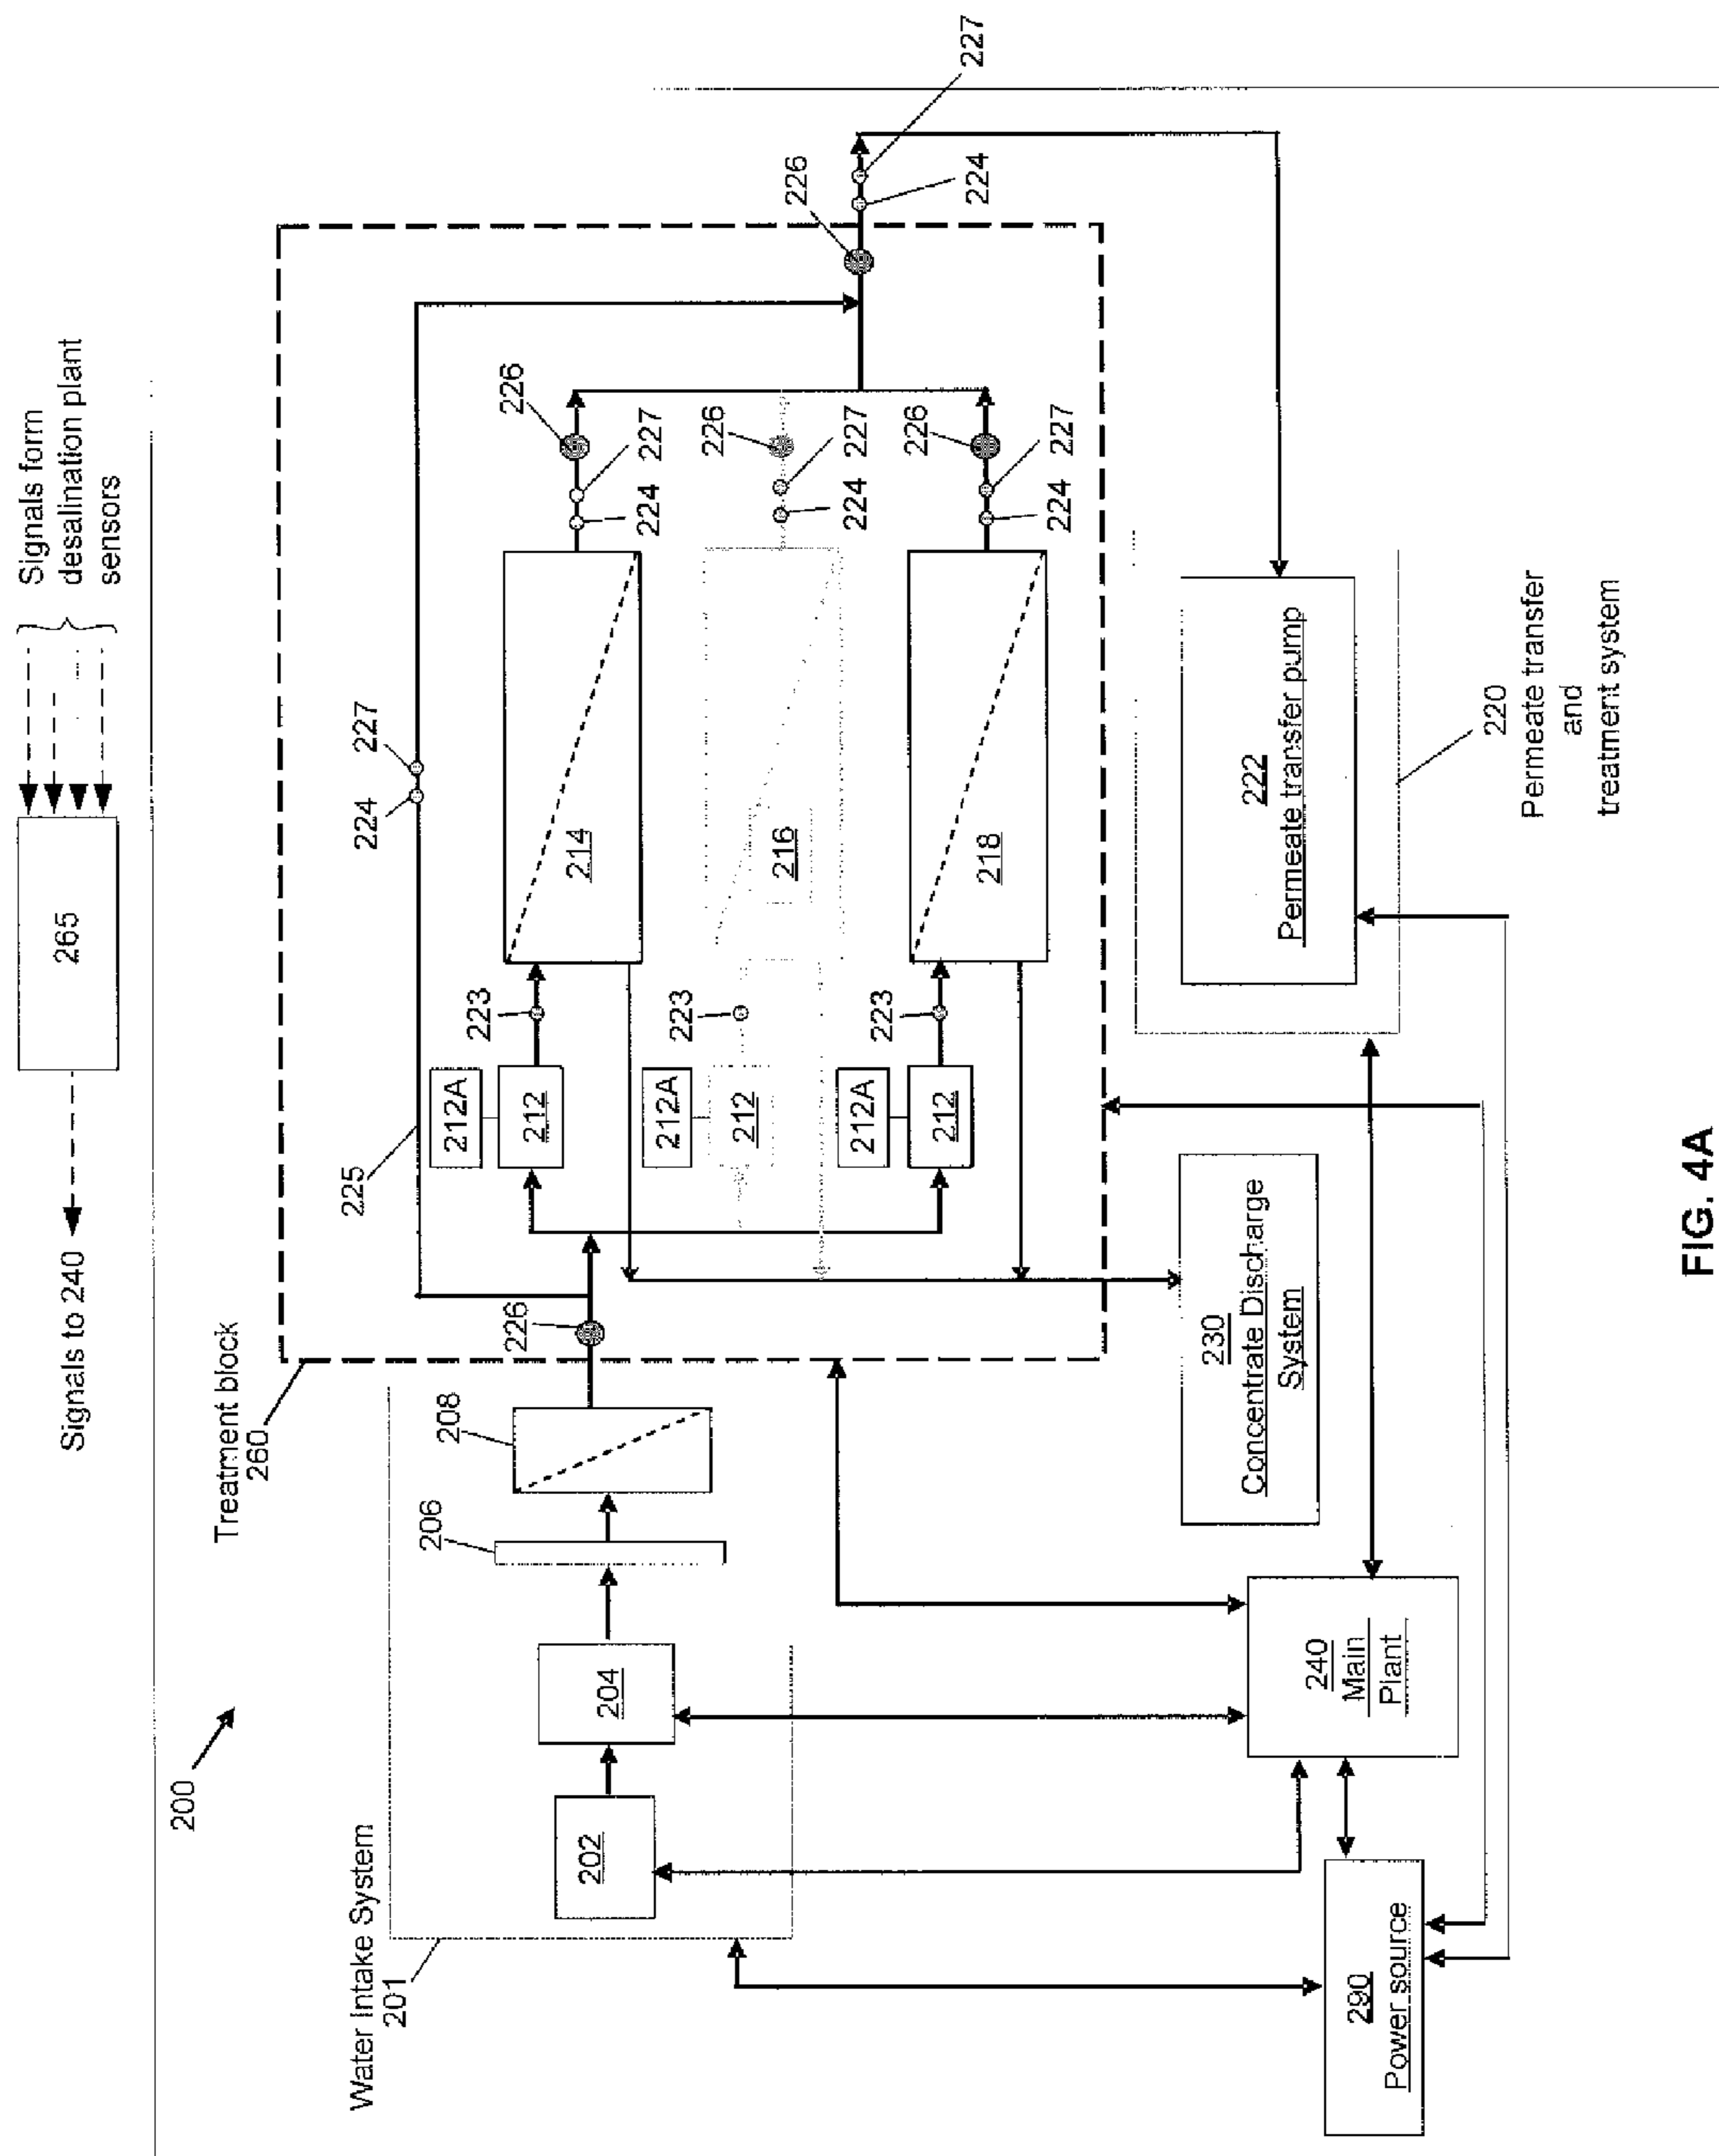 Signals to 240
265
Signals form
desalination plant
sensors
200
Treatment block
260
225
224
227
Water Intake System
201
202
204
206
208
226
212A
212
223
214
224
227
226
212A
212
223
216
224
227
226
212A
212
223
218
224
227
226
226
224
227
290
Power source
240
Main
Plant
230
Concentrate Discharge
System
222
Permeate transfer pump
220
Permeate transfer
and
treatment system
FIG. 4A